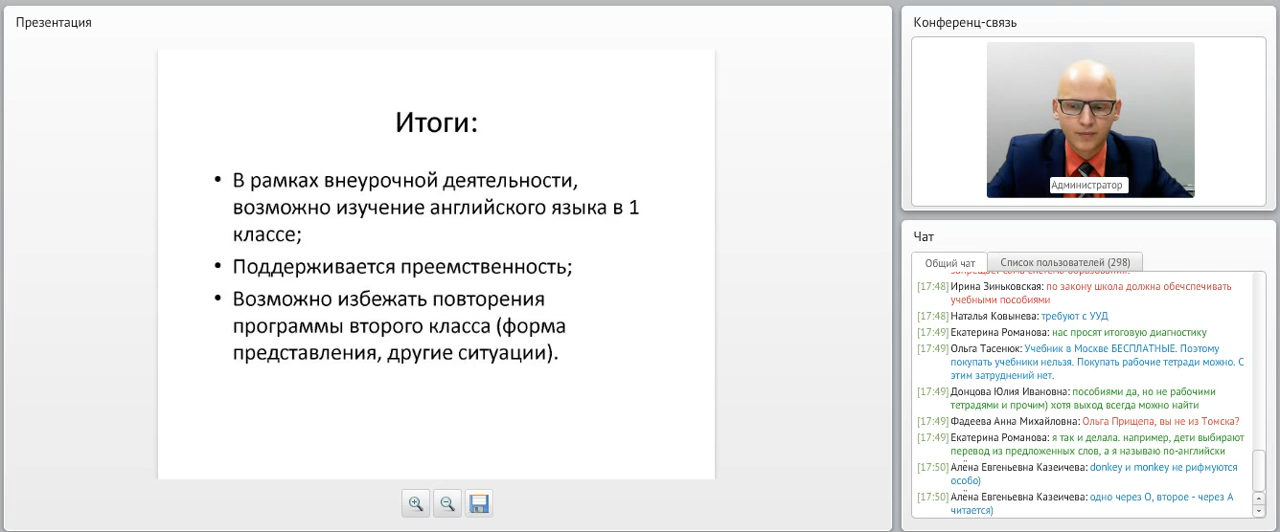 Презентация
Итоги:
• В рамках внеурочной деятельности,
возможно изучение английского языка в 1
классе;
• Поддерживается преемственность;
• Возможно избежать повторения
программы второго класса (форма
представления, другие ситуации).
Конференц-связь
Администратор
Чат
Общий чат
Список пользователей (298)
[17:48] Ирина Зиньковская: по закону школа должна обечспечивать
учебными пособиями
[17:48] Наталья Ковынева: требуют с УУД
[17:49] Екатерина Романова: нас просят итоговую диагностику
[17:49] Ольга Тасенюк: Учебник в Москве БЕСПЛАТНЫЕ. Поэтому
покупать учебники нельзя. Покупать рабочие тетради можно. С
этим затруднений нет.
[17:49] Донцова Юлия Ивановна: пособиями да, но не рабочими
тетрадями и прочим) хотя выход всегда можно найти
[17:49] Фадеева Анна Михайловна: Ольга Прищепа, вы не из Томска?
[17:49] Екатерина Романова: я так и делала. например, дети выбирают
перевод из предложенных слов, а я называю по-английски
[17:50] Алёна Евгеньевна Казеичева: donkey и monkey не рифмуются
особо)
[17:50] Алёна Евгеньевна Казеичева: одно через О, второе - через А
читается)